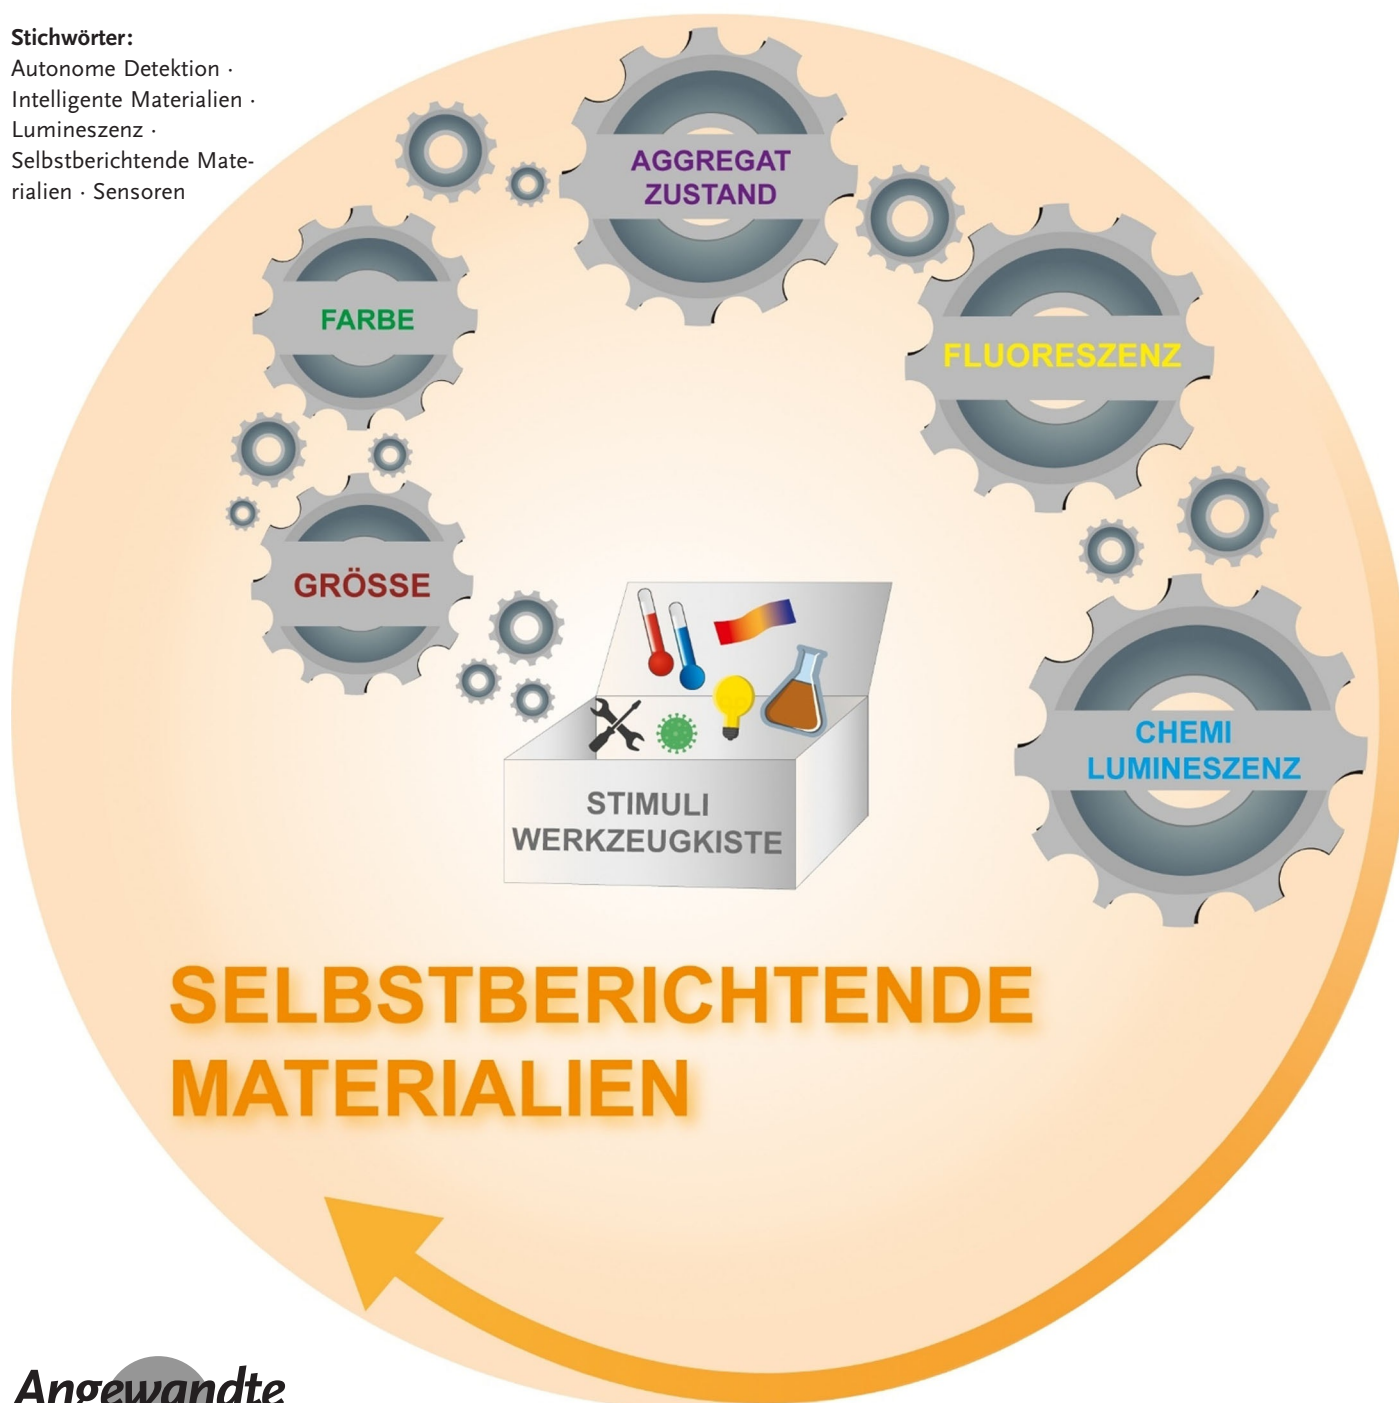 Stichwörter:
Autonome Detektion ·
Intelligente Materialien ·
Lumineszenz ·
Selbstberichtende Mate-
rialien · Sensoren
AGGREGAT
ZUSTAND
FARBE
FLUORESZENZ
GRÖSSE
CHEMI
LUMINESZENZ
STIMULI
WERKZEUGKISTE
SELBSTBERICHTENDE
MATERIALIEN
Angewandte